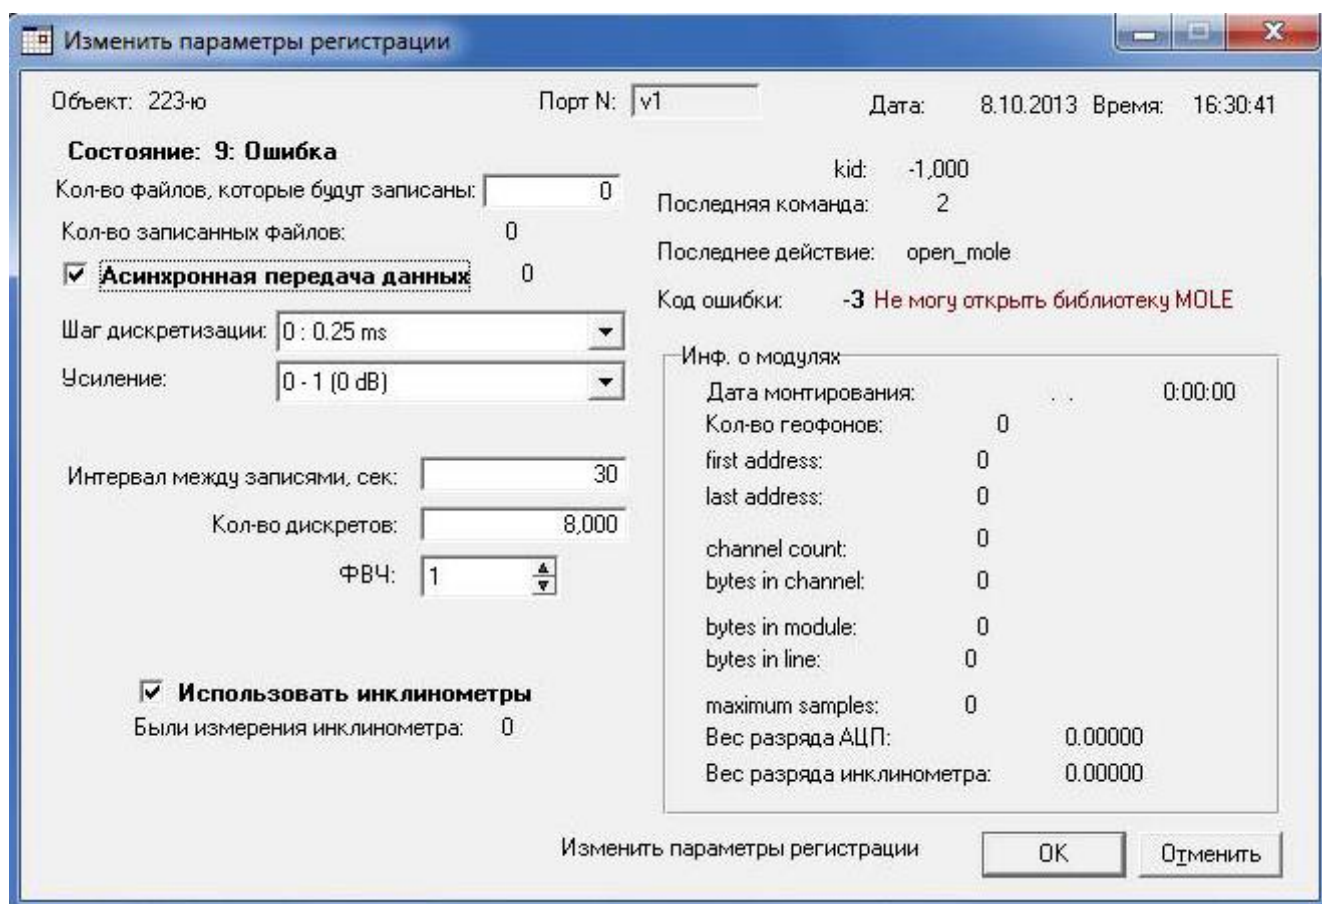 Изменить параметры регистрации
Объект: 223-ю Порт N: v1 Дата: 8.10.2013 Время: 16:30:41
Состояние: 9: Ошибка
kid: -1,000
Кол-во файлов, которые будут записаны: 0
Последняя команда: 2
Кол-во записанных файлов: 0
Последнее действие: open_mole
Асинхронная передача данных 0
Код ошибки: -3 Не могу открыть библиотеку MOLE
Шаг дискретизации: 0 : 0.25 ms
Усиление: 0 - 1 (0 dB)
Интервал между записями, сек: 30
Кол-во дискретов: 8,000
ФВЧ: 1
Использовать инклинометры
Были измерения инклинометра: 0
Инф. о модулях
Дата монтирования: . . 0:00:00
Кол-во геофонов: 0
first address: 0
last address: 0
channel count: 0
bytes in channel: 0
bytes in module: 0
bytes in line: 0
maximum samples: 0
Вес разряда АЦП: 0.00000
Вес разряда инклинометра: 0.00000
Изменить параметры регистрации OK Отменить